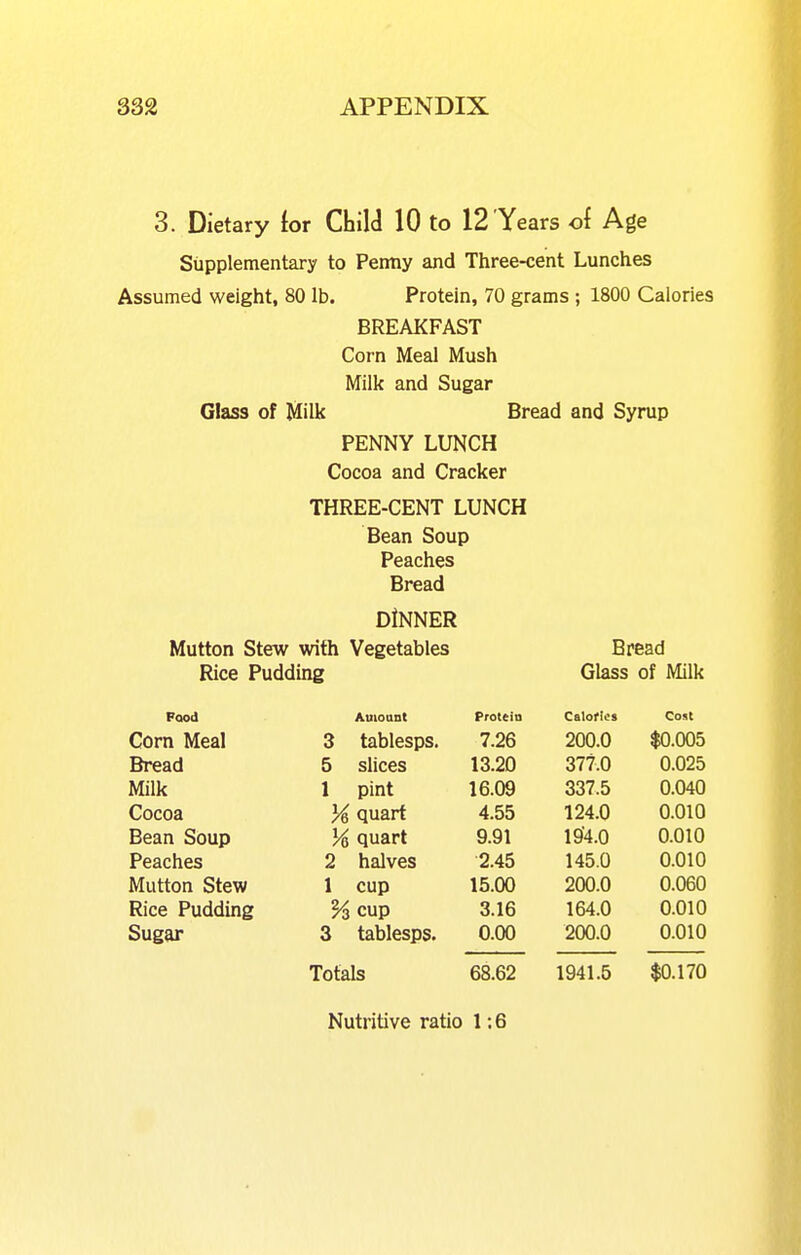 332 APPENDIX
3. Dietary for Child 10 to 12 Years of Age
Supplementary to Penny and Three-cent Lunches
Assumed weight, 80 lb. Protein, 70 grams ; 1800 Calories
BREAKFAST
Corn Meal Mush
Milk and Sugar
Glass of Milk Bread and Syrup
PENNY LUNCH
Cocoa and Cracker
THREE-CENT LUNCH
Bean Soup
Peaches
Bread
DINNER
Mutton Stew with Vegetables Bread
Rice Pudding Glass of Milk
Food Amount Protein Calories Cost
Corn Meal 3 tablesps. 7.26 200.0 $0.005
Bread 5 slices 13.20 377.0 0.025
Milk 1 pint 16.09 337.5 0.040
Cocoa ⅙ quart 4.55 124.0 0.010
Bean Soup ⅙ quart 9.91 194.0 0.010
Peaches 2 halves 2.45 145.0 0.010
Mutton Stew 1 cup 15.00 200.0 0.060
Rice Pudding ⅔ cup 3.16 164.0 0.010
Sugar 3 tablesps. 0.00 200.0 0.010
Totals 68.62 1941.5 $0.170
Nutritive ratio 1:6